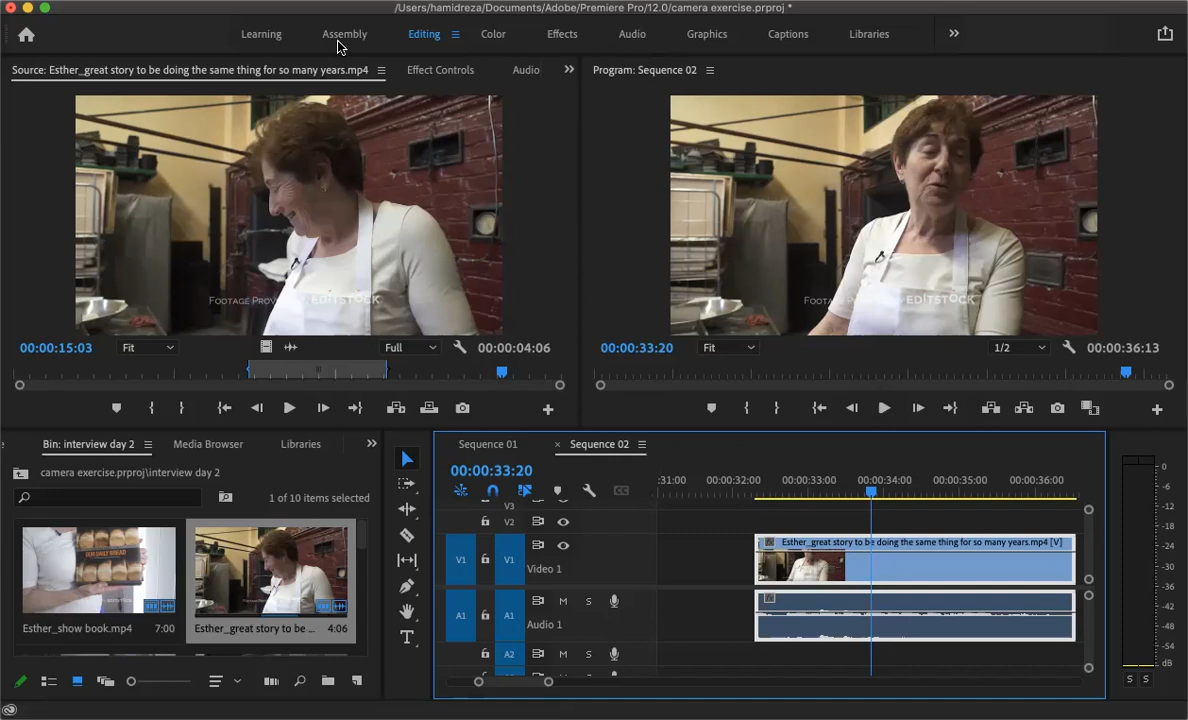 /Users/hamidreza/Documents/Adobe/Premiere Pro/12.0/camera exercise.prproj *
Learning Assembly Editing Color Effects Audio Graphics Captions Libraries
Source: Esther_great story to be doing the same thing for so many years.mp4 Effect Controls Audio
Program: Sequence 02
FOOTAGE PROV EDITSTOCK
FOOTAGE PROV EDITSTOCK
00:00:15:03 Fit Full 00:00:04:06
00:00:33:20 Fit 1/2 00:00:36:13
Bin: interview day 2 Media Browser Libraries
camera exercise.prproj\interview day 2
1 of 10 items selected
OUR DAILY BREAD
Esther_show book.mp4 7:00
Esther_great story to be ... 4:06
Sequence 01 × Sequence 02
00:00:33:20
:31:00 00:00:32:00 00:00:33:00 00:00:34:00 00:00:35:00 00:00:36:00
V3
V2
V1 V1 Video 1
Esther_great story to be doing the same thing for so many years.mp4 [V]
A1 A1 M S Audio 1
A2 M S
0
-6
-12
-18
-24
-30
-36
-42
-48
-54
dB
S S